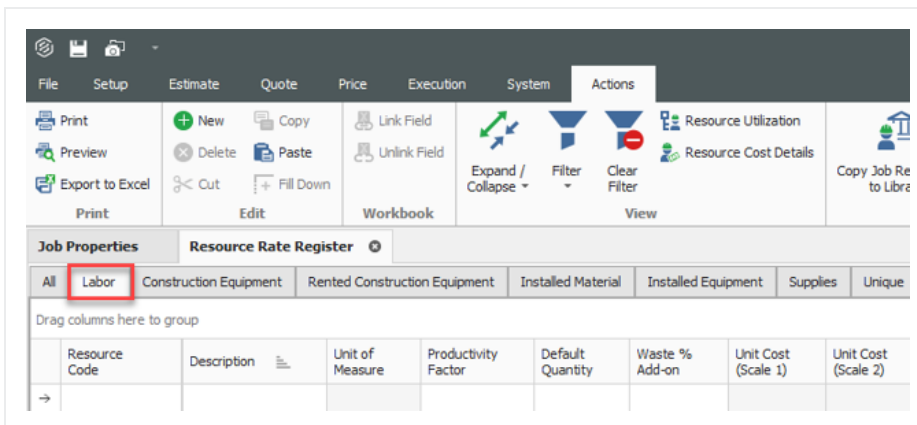 File Setup Estimate Quote Price Execution System Actions
Print New Copy Link Field Resource Utilization
Preview Delete Paste Unlink Field Resource Cost Details
Export to Excel Cut Fill Down
Expand / Collapse
Filter
Clear Filter
Copy Job Re
to Libra
Print Edit Workbook View
Job Properties Resource Rate Register
All Labor Construction Equipment Rented Construction Equipment Installed Material Installed Equipment Supplies Unique
Drag columns here to group
Resource Code
Description
Unit of Measure
Productivity Factor
Default Quantity
Waste % Add-on
Unit Cost (Scale 1)
Unit Cost (Scale 2)